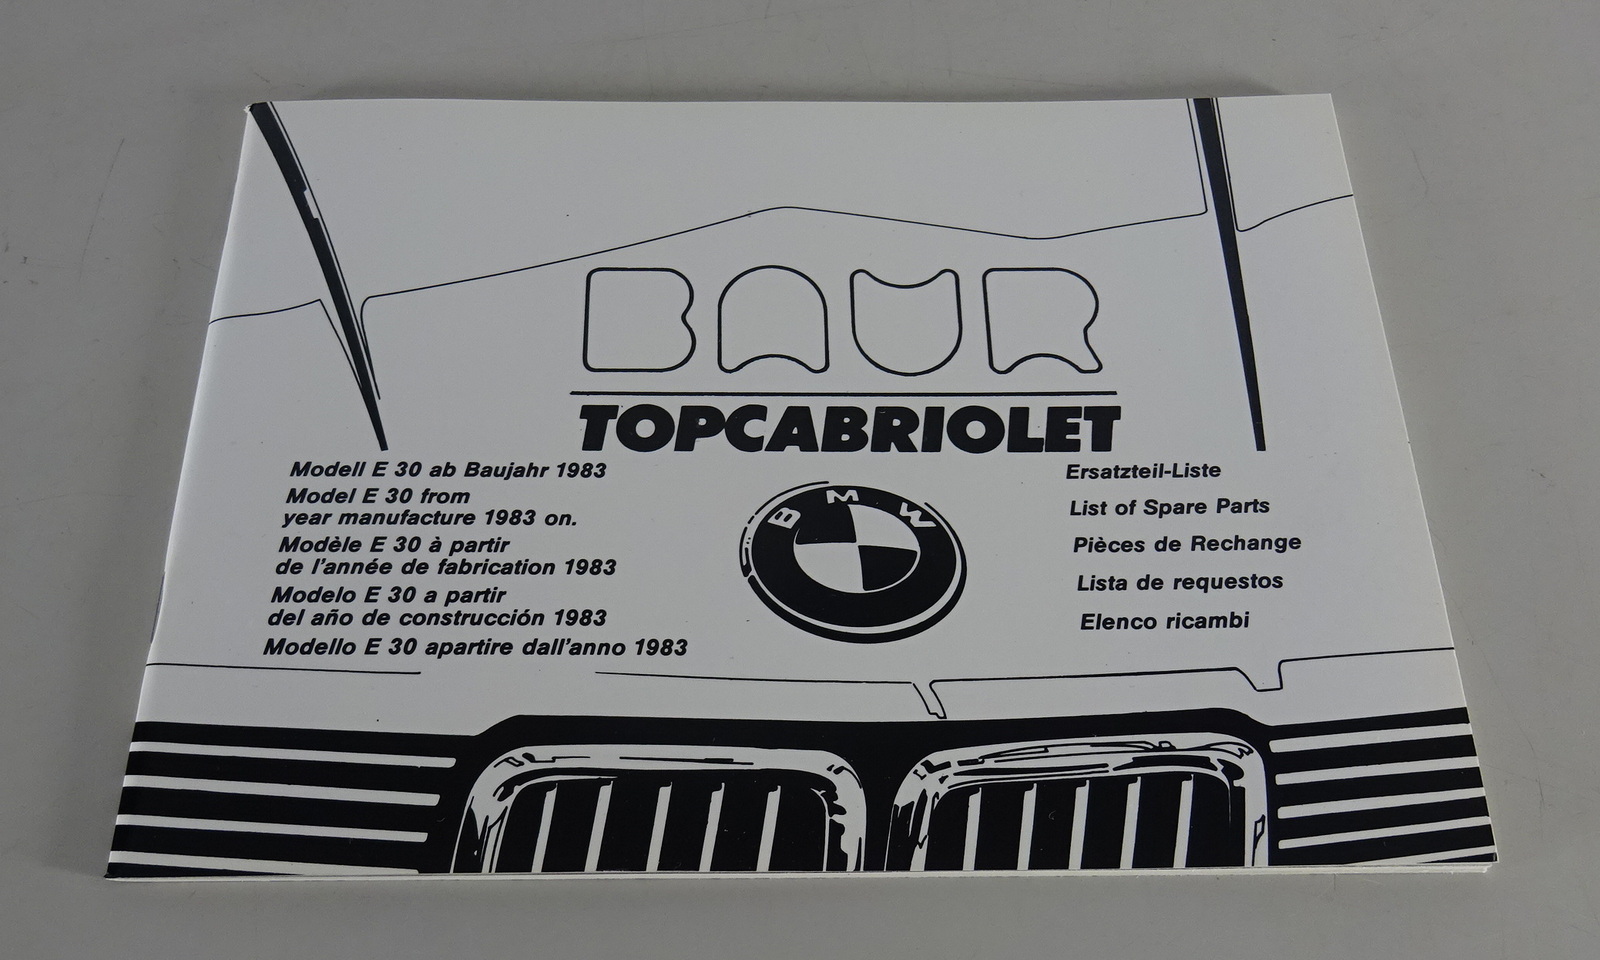 BAUR
TOPCABRIOLET
Modell E 30 ab Baujahr 1983
Model E 30 from
year manufacture 1983 on.
Modèle E 30 à partir
de l'année de fabrication 1983
Modelo E 30 a partir
del año de construcción 1983
Modello E 30 apartire dall'anno 1983
BMW
Ersatzteil-Liste
List of Spare Parts
Pièces de Rechange
Lista de requestos
Elenco ricambi